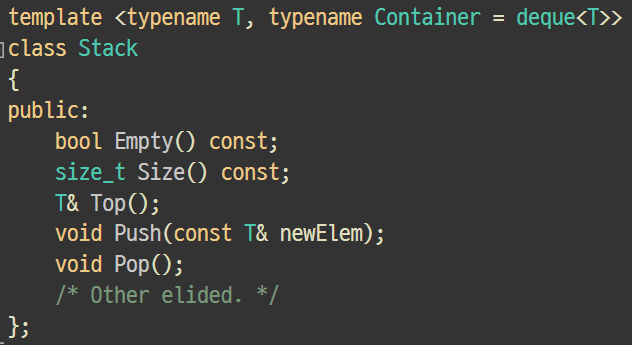 template <typename T, typename Container = deque<T>>
class Stack
{
public:
    bool Empty() const;
    size_t Size() const;
    T& Top();
    void Push(const T& newElem);
    void Pop();
    /* Other elided. */
};